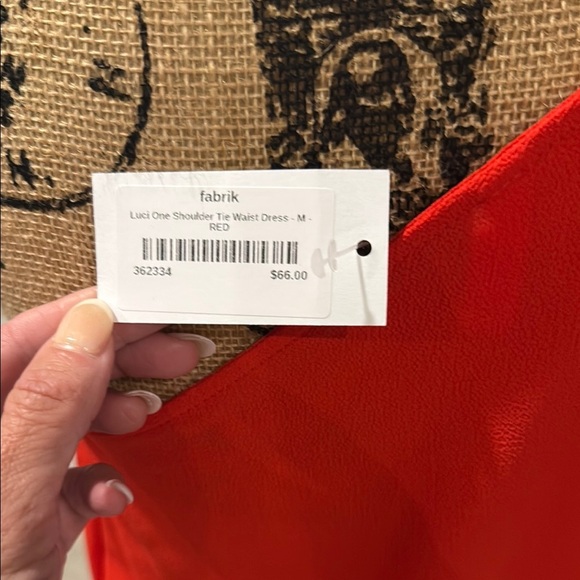 fabrik
Luci One Shoulder Tie Waist Dress - M -
RED
362334 $66.00